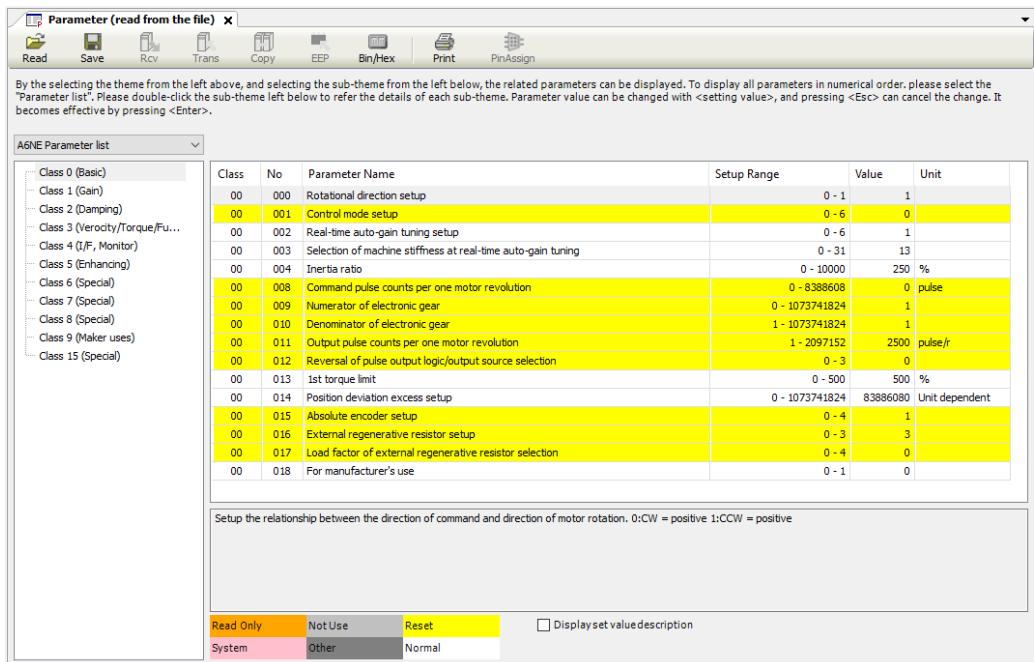 Parameter (read from the file) x
Read Save Rcv Trans Copy EEP Bin/Hex Print PinAssign
By the selecting the theme from the left above, and selecting the sub-theme from the left below, the related parameters can be displayed. To display all parameters in numerical order. please select the
"Parameter list". Please double-click the sub-theme left below to refer the details of each sub-theme. Parameter value can be changed with <setting value>, and pressing <Esc> can cancel the change. It
becomes effective by pressing <Enter>.
A6NE Parameter list
Class 0 (Basic)
Class 1 (Gain)
Class 2 (Damping)
Class 3 (Verocity/Torque/Fu...
Class 4 (I/F, Monitor)
Class 5 (Enhancing)
Class 6 (Special)
Class 7 (Special)
Class 8 (Special)
Class 9 (Maker uses)
Class 15 (Special)
Class No Parameter Name Setup Range Value Unit
00 000 Rotational direction setup 0 - 1 1
00 001 Control mode setup 0 - 6 0
00 002 Real-time auto-gain tuning setup 0 - 6 1
00 003 Selection of machine stiffness at real-time auto-gain tuning 0 - 31 13
00 004 Inertia ratio 0 - 10000 250 %
00 008 Command pulse counts per one motor revolution 0 - 8388608 0 pulse
00 009 Numerator of electronic gear 0 - 1073741824 1
00 010 Denominator of electronic gear 1 - 1073741824 1
00 011 Output pulse counts per one motor revolution 1 - 2097152 2500 pulse/r
00 012 Reversal of pulse output logic/output source selection 0 - 3 0
00 013 1st torque limit 0 - 500 500 %
00 014 Position deviation excess setup 0 - 1073741824 83886080 Unit dependent
00 015 Absolute encoder setup 0 - 4 1
00 016 External regenerative resistor setup 0 - 3 3
00 017 Load factor of external regenerative resistor selection 0 - 4 0
00 018 For manufacturer's use 0 - 1 0
Setup the relationship between the direction of command and direction of motor rotation. 0:CW = positive 1:CCW = positive
Read Only Not Use Reset Display set value description
System Other Normal